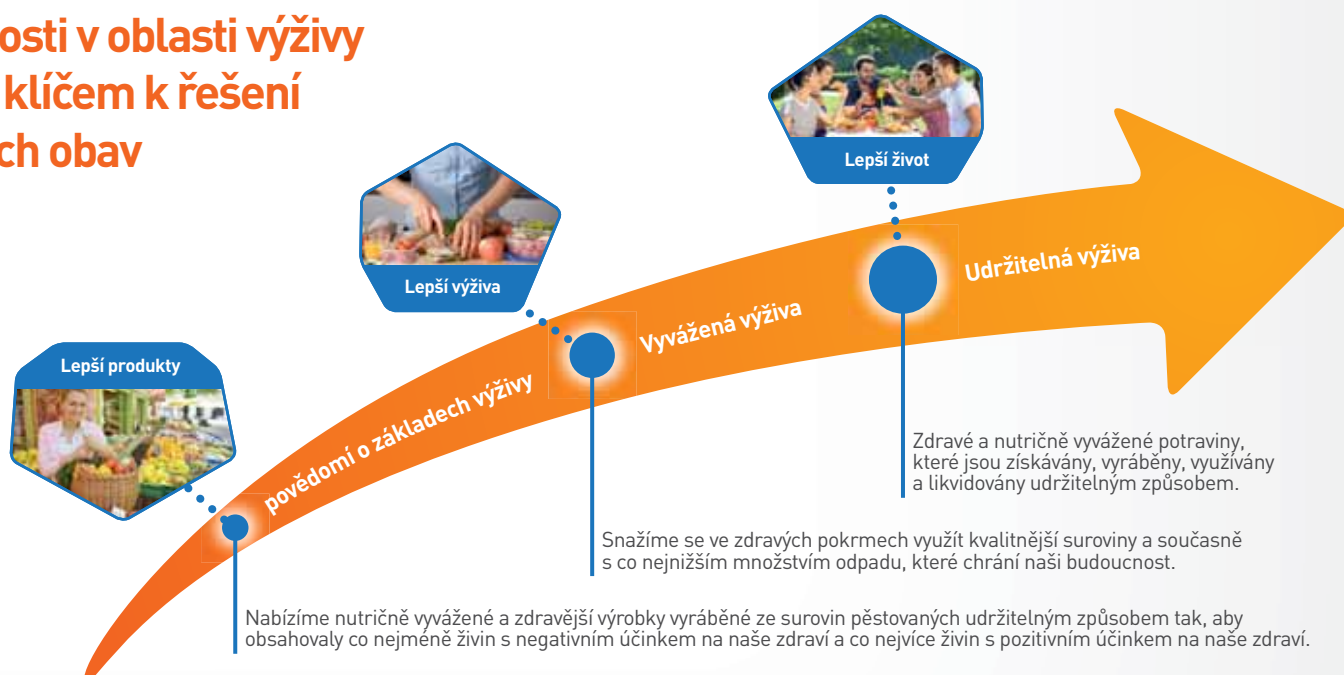 osti v oblasti výživy
klíčem k řešení
ch obav
Lepší život
Lepší výživa
Lepší produkty
povědomí o základech výživy
Vyvážená výživa
Udržitelná výživa
Zdravé a nutričně vyvážené potraviny,
které jsou získávány, vyráběny, využívány
a likvidovány udržitelným způsobem.
Snažíme se ve zdravých pokrmech využít kvalitnější suroviny a současně
s co nejnižším množstvím odpadu, které chrání naši budoucnost.
Nabízíme nutričně vyvážené a zdravější výrobky vyráběné ze surovin pěstovaných udržitelným způsobem tak, aby
obsahovaly co nejméně živin s negativním účinkem na naše zdraví a co nejvíce živin s pozitivním účinkem na naše zdraví.